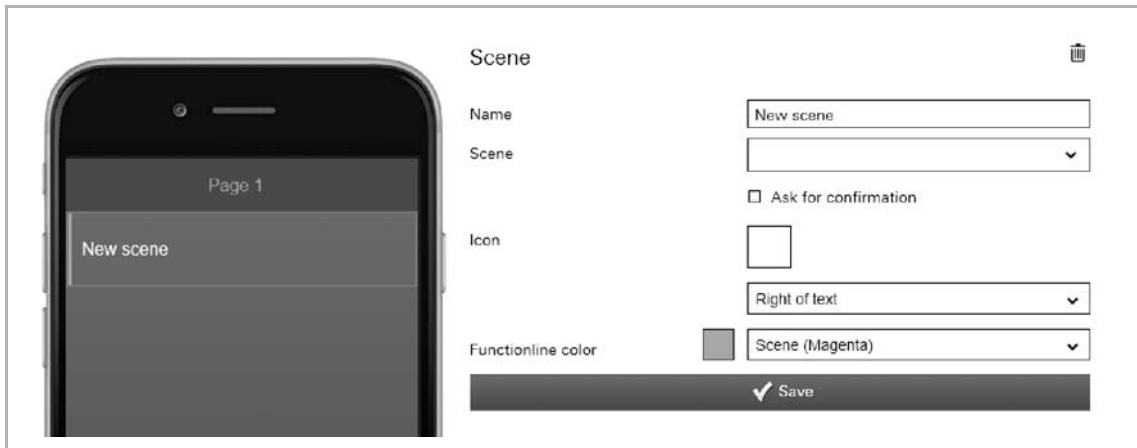 Page 1
New scene
Scene
Name
New scene
Scene
Ask for confirmation
Icon
Right of text
Functionline color
Scene (Magenta)
Save